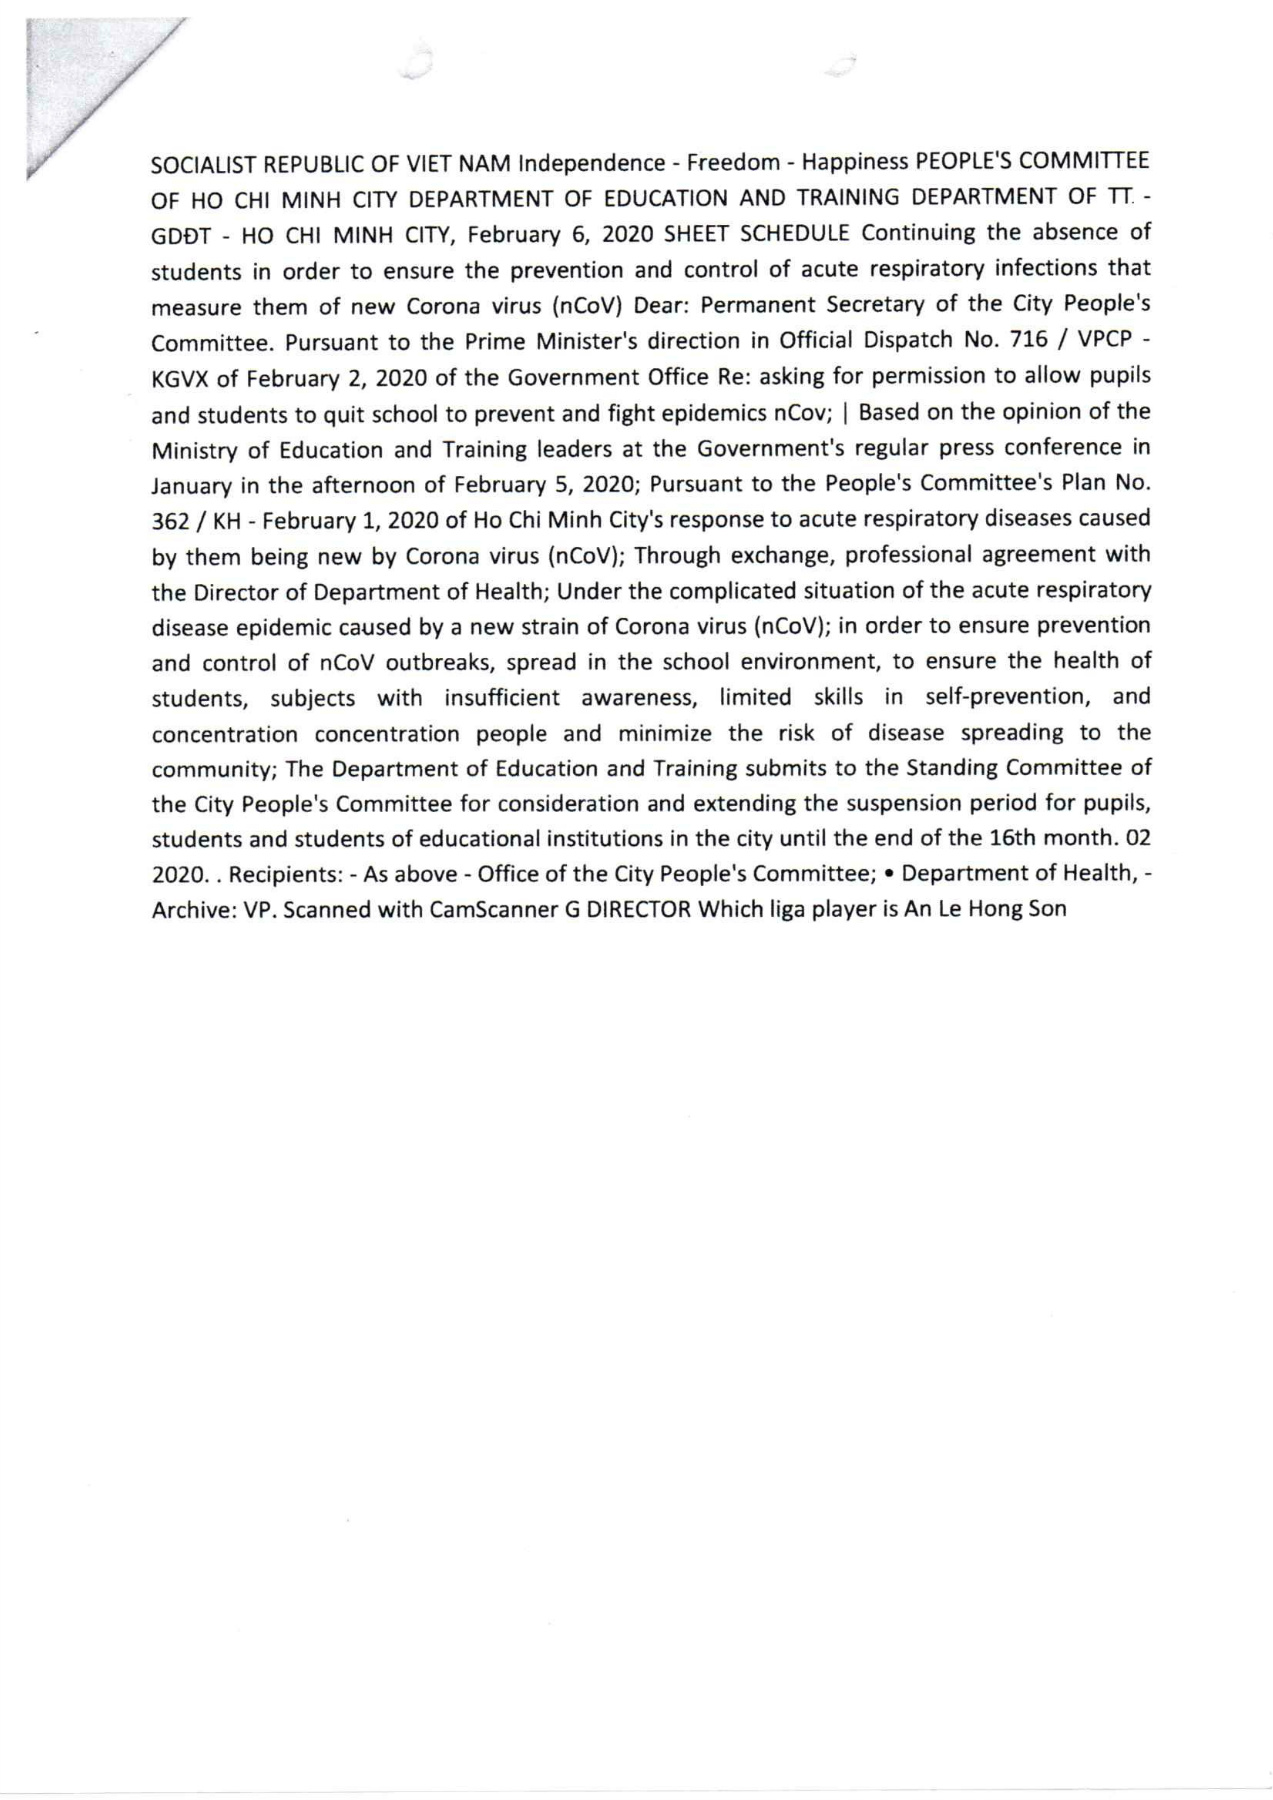 SOCIALIST REPUBLIC OF VIET NAM Independence - Freedom - Happiness PEOPLE'S COMMITTEE
OF HO CHI MINH CITY DEPARTMENT OF EDUCATION AND TRAINING DEPARTMENT OF TT. -
GDĐT - HO CHI MINH CITY, February 6, 2020 SHEET SCHEDULE Continuing the absence of
students in order to ensure the prevention and control of acute respiratory infections that
measure them of new Corona virus (nCoV) Dear: Permanent Secretary of the City People's
Committee. Pursuant to the Prime Minister's direction in Official Dispatch No. 716 / VPCP -
KGVX of February 2, 2020 of the Government Office Re: asking for permission to allow pupils
and students to quit school to prevent and fight epidemics nCov; | Based on the opinion of the
Ministry of Education and Training leaders at the Government's regular press conference in
January in the afternoon of February 5, 2020; Pursuant to the People's Committee's Plan No.
362 / KH - February 1, 2020 of Ho Chi Minh City's response to acute respiratory diseases caused
by them being new by Corona virus (nCoV); Through exchange, professional agreement with
the Director of Department of Health; Under the complicated situation of the acute respiratory
disease epidemic caused by a new strain of Corona virus (nCoV); in order to ensure prevention
and control of nCoV outbreaks, spread in the school environment, to ensure the health of
students, subjects with insufficient awareness, limited skills in self-prevention, and
concentration concentration people and minimize the risk of disease spreading to the
community; The Department of Education and Training submits to the Standing Committee of
the City People's Committee for consideration and extending the suspension period for pupils,
students and students of educational institutions in the city until the end of the 16th month. 02
2020. . Recipients: - As above - Office of the City People's Committee; • Department of Health, -
Archive: VP. Scanned with CamScanner G DIRECTOR Which liga player is An Le Hong Son